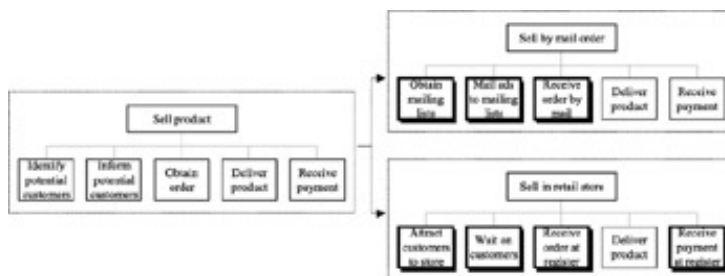 Sell by mail order
Obtain
mailing
lists
Mail ads
to mailing
lists
Receive
order by
mail
Deliver
product
Receive
payment
Sell product
Identify
potential
customers
Inform
potential
customers
Obtain
order
Deliver
product
Receive
payment
Sell in retail store
Attract
customers
to store
Wait on
customers
Receive
order at
register
Deliver
product
Receive
payment
at register